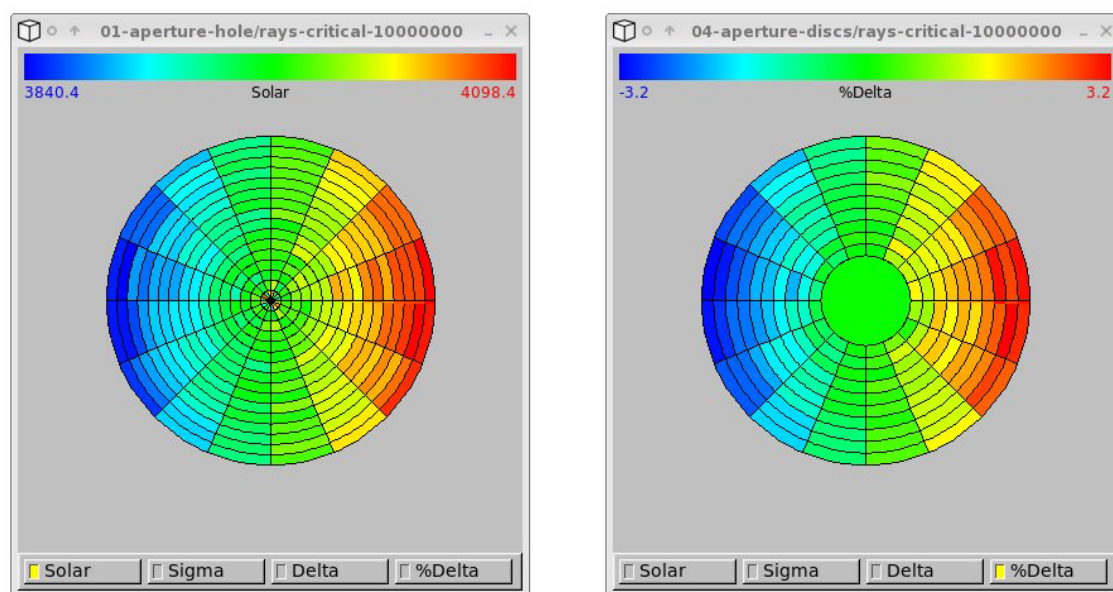 01-aperture-hole/rays-critical-10000000
3840.4 Solar 4098.4
Solar Sigma Delta %Delta
04-aperture-discs/rays-critical-10000000
-3.2 %Delta 3.2
Solar Sigma Delta %Delta